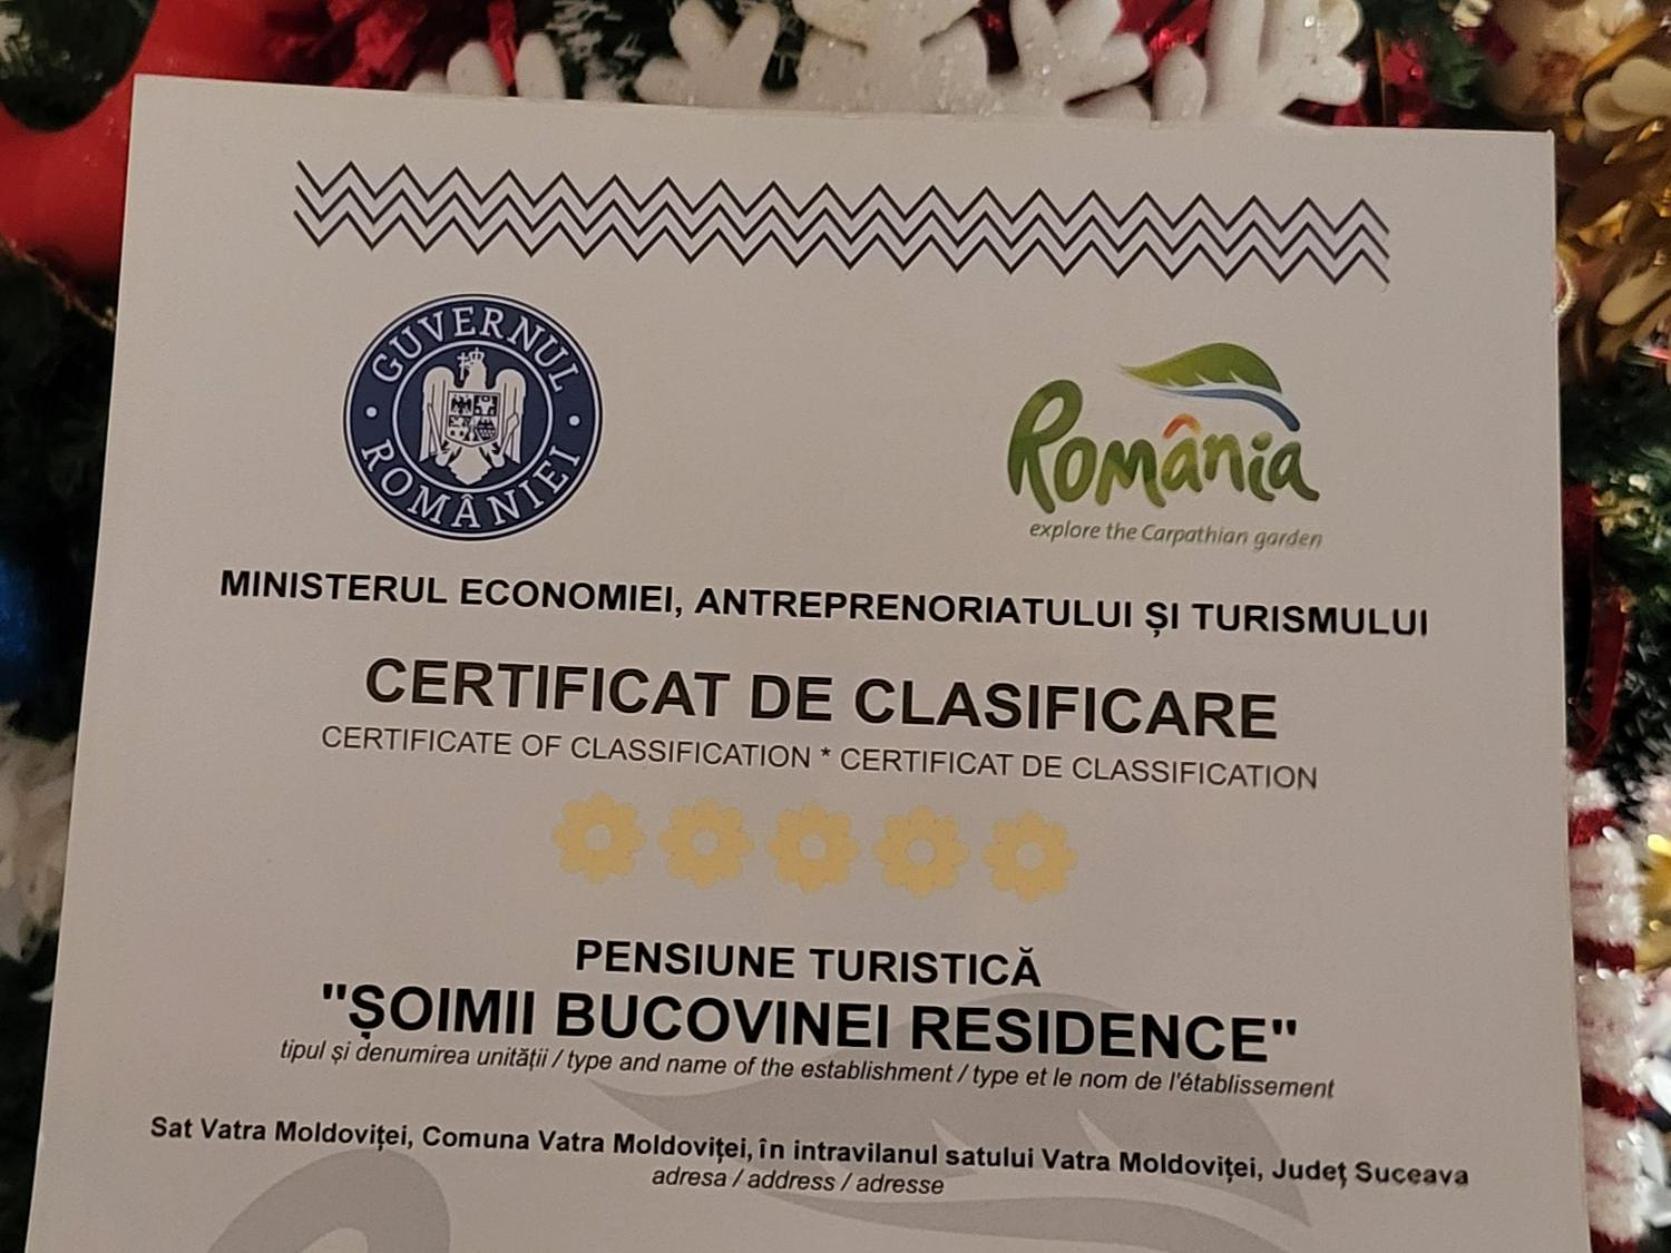 GUVERNUL ROMÂNIEI
România
explore the Carpathian garden
MINISTERUL ECONOMIEI, ANTREPRENORIATULUI ȘI TURISMULUI
CERTIFICAT DE CLASIFICARE
CERTIFICATE OF CLASSIFICATION * CERTIFICAT DE CLASSIFICATION
PENSIUNE TURISTICĂ
"ȘOIMII BUCOVINEI RESIDENCE"
tipul și denumirea unității / type and name of the establishment / type et le nom de l'établissement
Sat Vatra Moldoviței, Comuna Vatra Moldoviței, în intravilanul satului Vatra Moldoviței, Județ Suceava
adresa / address / adresse